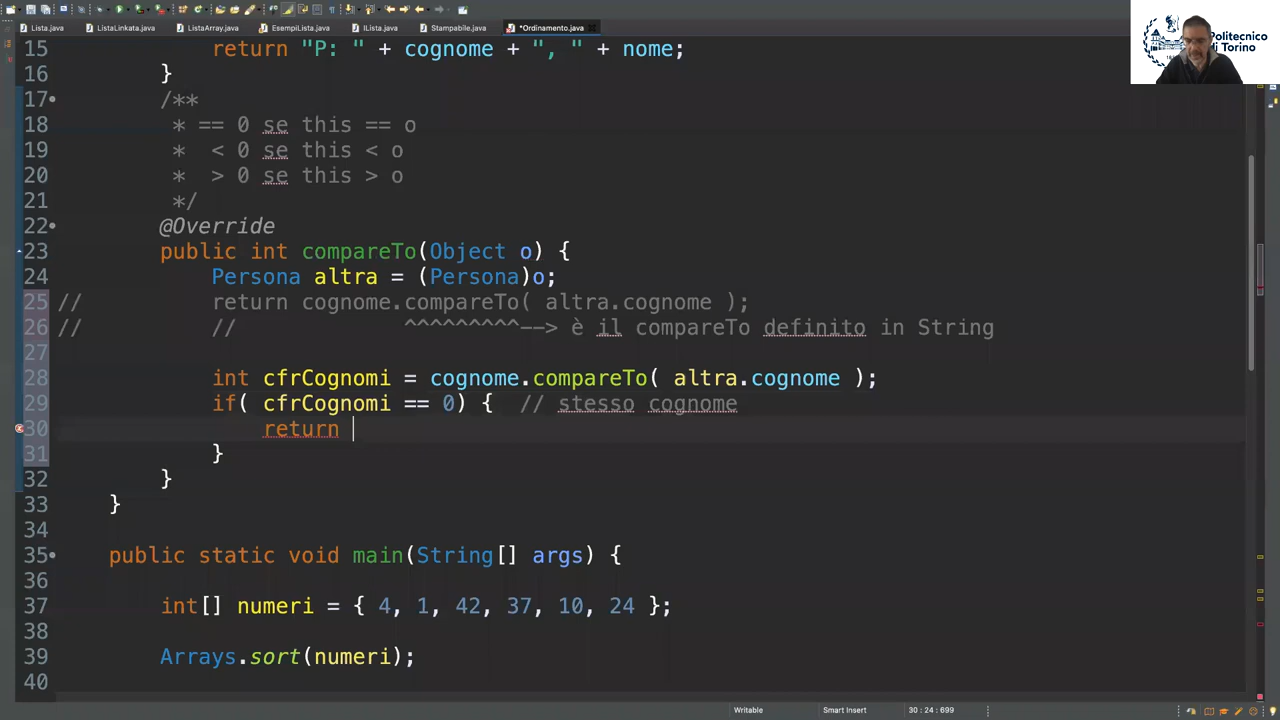 Lista.java ListaLinkata.java ListaArray.java EsempiLista.java IListа.java Stampabile.java *Ordinamento.java
Politecnico
di Torino
15 return "P: " + cognome + ", " + nome;
16 }
17 /**
18 * == 0 se this == o
19 * < 0 se this < o
20 * > 0 se this > o
21 */
22 @Override
23 public int compareTo(Object o) {
24 Persona altra = (Persona)o;
25 // return cognome.compareTo( altra.cognome );
26 // // ^^^^^^^^^--> è il compareTo definito in String
27
28 int cfrCognomi = cognome.compareTo( altra.cognome );
29 if( cfrCognomi == 0) { // stesso cognome
30 return
31 }
32 }
33 }
34
35 public static void main(String[] args) {
36
37 int[] numeri = { 4, 1, 42, 37, 10, 24 };
38
39 Arrays.sort(numeri);
40
Writable Smart Insert 30 : 24 : 699